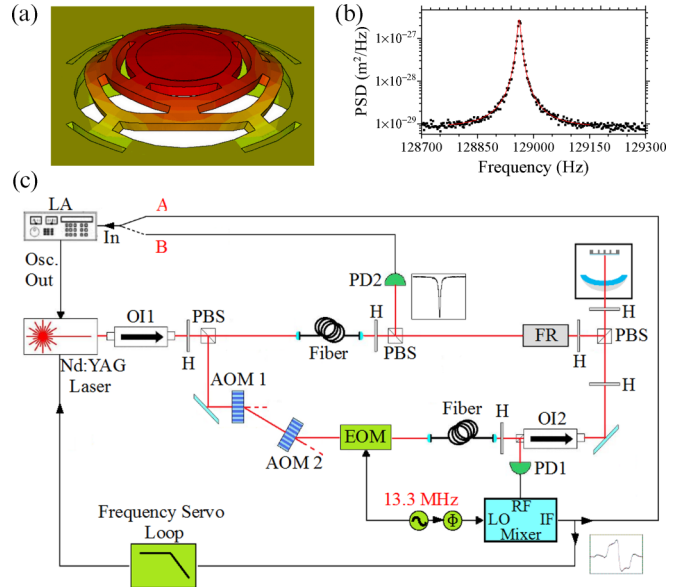 (a)
(b)
PSD (m²/Hz)
1×10⁻²⁷
1×10⁻²⁸
1×10⁻²⁹
128700 128850 129000 129150 129300
Frequency (Hz)
(c)
LA
A
In
B
Osc.
Out
PD2
H
OI1
PBS
H
H
Fiber
PBS
FR
H
PBS
Nd:YAG
Laser
AOM 1
H
Fiber
H
OI2
AOM 2
EOM
PD1
13.3 MHz
Φ
RF
LO IF
Mixer
Frequency Servo
Loop